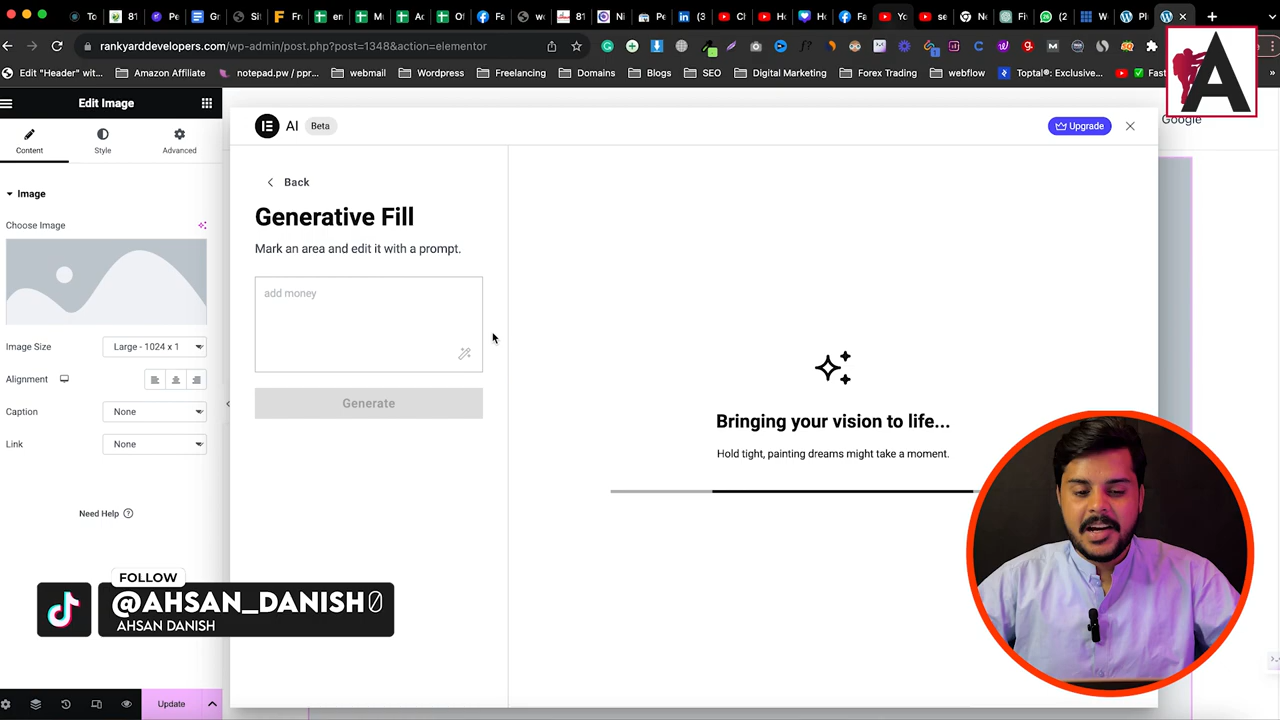 rankyarddevelopers.com/wp-admin/post.php?post=1348&action=elementor
Edit "Header" wit...
Amazon Affiliate
notepad.pw / ppr...
webmail
Wordpress
Freelancing
Domains
Blogs
SEO
Digital Marketing
Forex Trading
webflow
Toptal®: Exclusive...
A
Google
Edit Image
Content
Style
Advanced
Image
Choose Image
Image Size
Large - 1024 x 1
Alignment
Caption
None
Link
None
Need Help
Update
AI
Beta
Upgrade
Back
Generative Fill
Mark an area and edit it with a prompt.
add money
Generate
Bringing your vision to life...
Hold tight, painting dreams might take a moment.
FOLLOW
@AHSAN_DANISH0
AHSAN DANISH